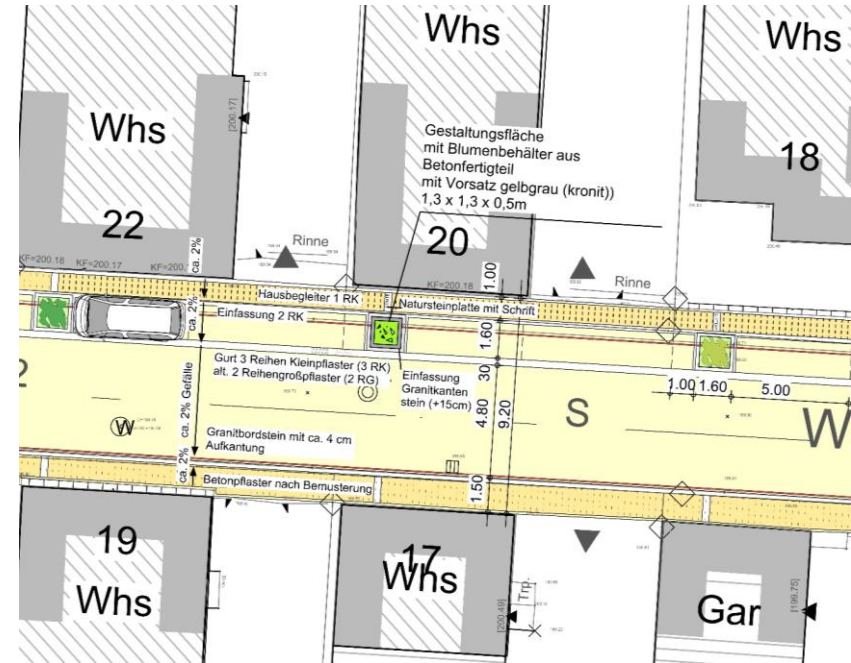 Whs
Whs
Whs
18
[200.17]
Gestaltungsfläche
mit Blumenbehälter aus
Betonfertigteil
mit Vorsatz gelbgrau (kronit))
1,3 x 1,3 x 0,5m
22
20
Rinne
Rinne
KF=200.18
KF=200.17
KF=200.18
ca. 2%
1.00
Hausbegleiter 1 RK
Natursteinplatte mit Schrift
ca. 2%
Einfassung 2 RK
1.60
Gurt 3 Reihen Kleinpflaster (3 RK)
alt. 2 Reihengroßpflaster (2 RG)
Einfassung
Granitkanten
stein (+15cm)
30
4.80
9.20
1.00
1.60
5.00
ca. 2% Gefälle
S
W
W
Granitbordstein mit ca. 4 cm
Aufkantung
ca. 2%
Betonpflaster nach Bemusterung
1.50
19
Whs
17
Whs
[200.49]
Trp.
Gar
[199.75]